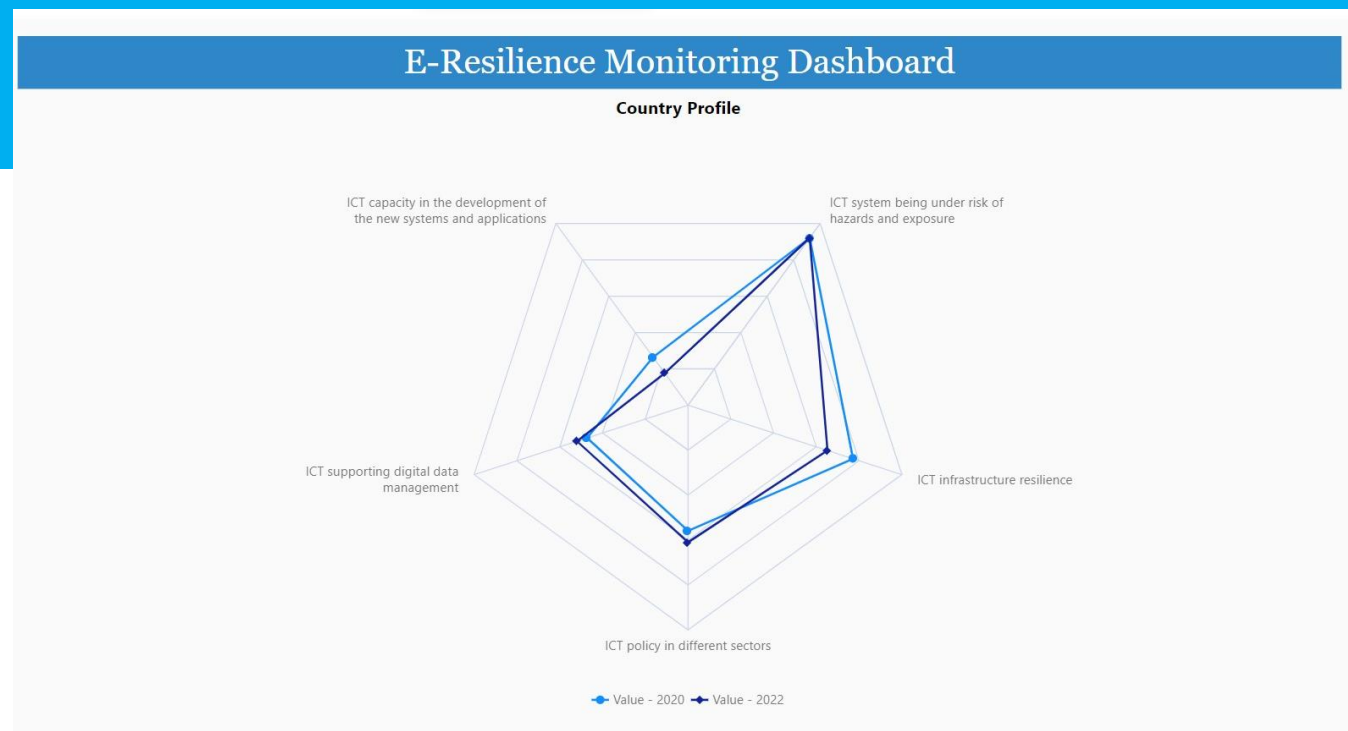 E-Resilience Monitoring Dashboard
Country Profile
ICT capacity in the development of
the new systems and applications
ICT system being under risk of
hazards and exposure
ICT supporting digital data
management
ICT infrastructure resilience
ICT policy in different sectors
Value - 2020 Value - 2022